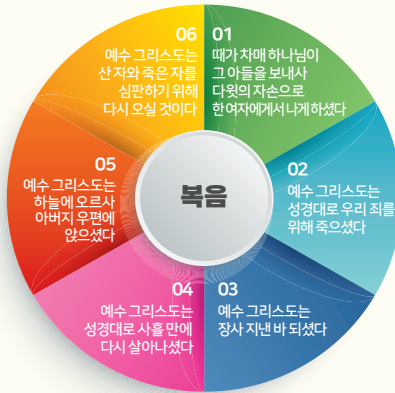 01
때가 차매 하나님이
그 아들을 보내사
다윗의 자손으로
한 여자에게서 나게 하셨다
02
예수 그리스도는
성경대로 우리 죄를
위해 죽으셨다
03
예수 그리스도는
장사 지낸 바 되셨다
04
예수 그리스도는
성경대로 사흘 만에
다시 살아나셨다
05
예수 그리스도는
하늘에 오르사
아버지 우편에
앉으셨다
06
예수 그리스도는
산 자와 죽은 자를
심판하기 위해
다시 오실 것이다
복음